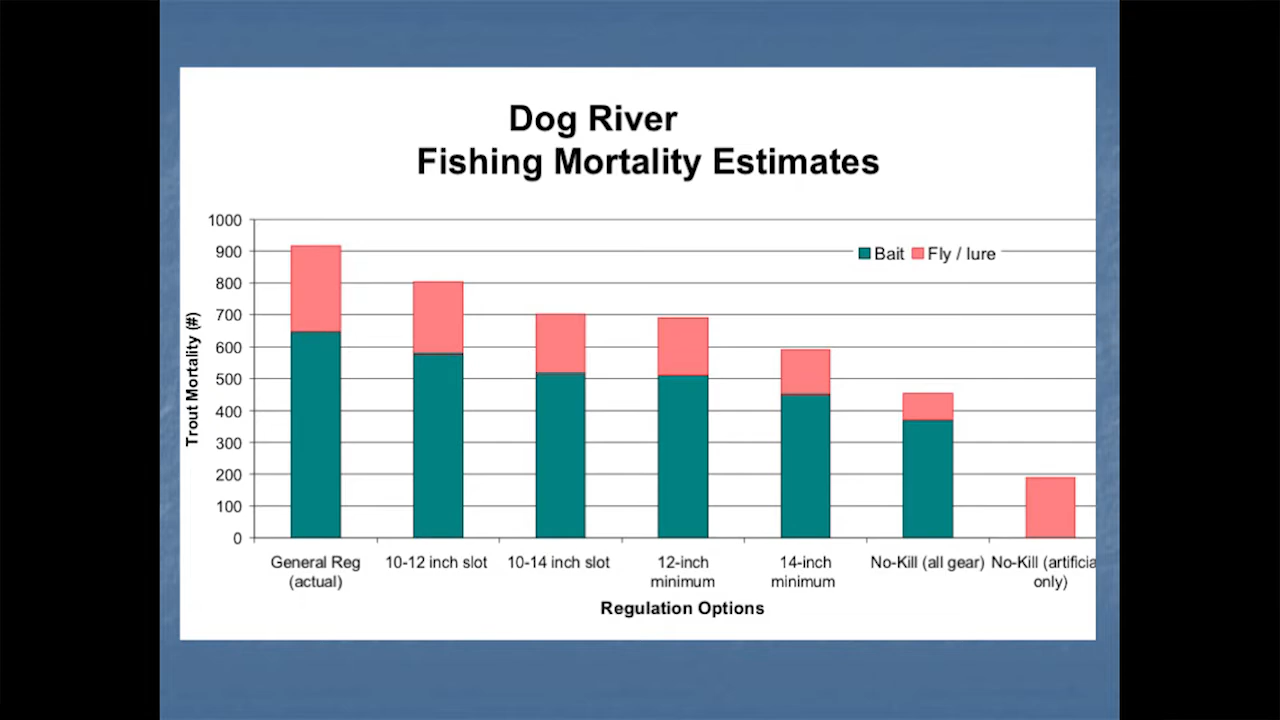 Dog River
Fishing Mortality Estimates
1000
900
800
700
600
500
400
300
200
100
0
Trout Mortality (#)
Bait Fly / lure
General Reg
(actual)
10-12 inch slot
10-14 inch slot
12-inch
minimum
14-inch
minimum
No-Kill (all gear)
No-Kill (artificia
only)
Regulation Options